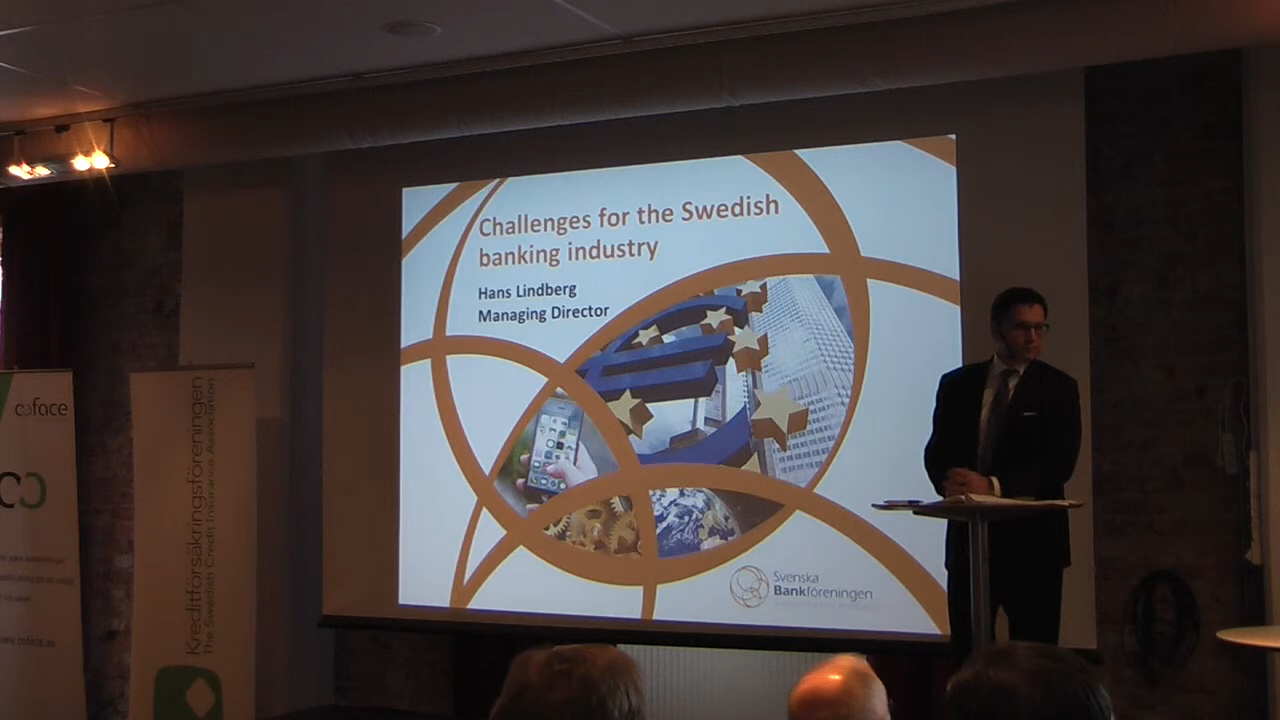 Challenges for the Swedish
banking industry
Hans Lindberg
Managing Director
Svenska
Bankföreningen
coface
Kreditförsäkringsföreningen
The Swedish Credit Insurance Association
www.coface.se